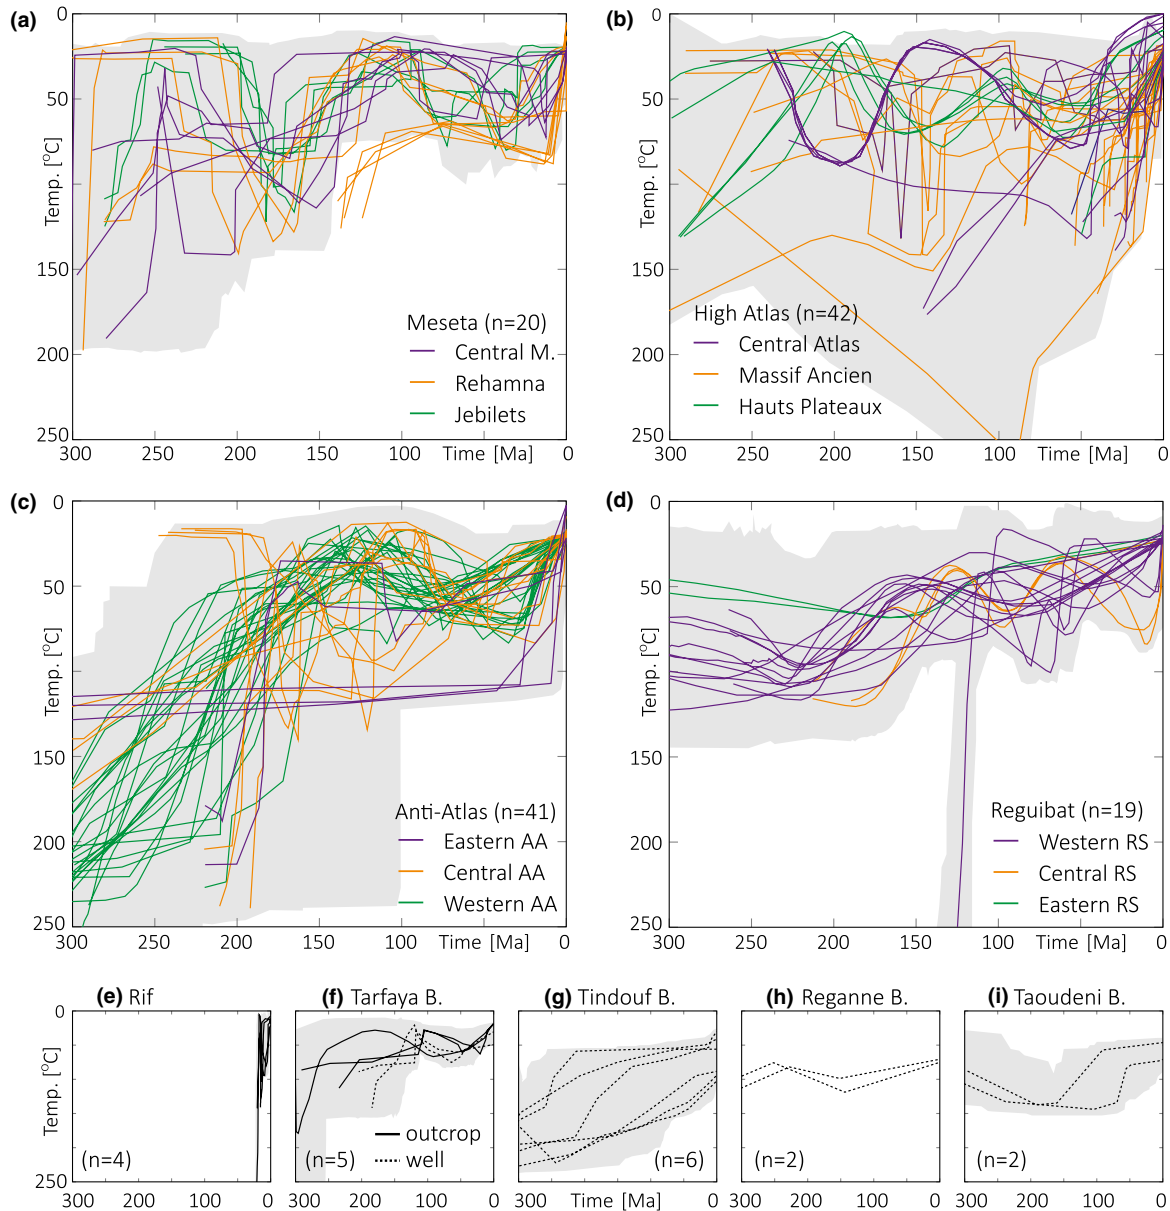 (a)
0
50
100
150
200
250
Temp. [°C]
Meseta (n=20)
Central M.
Rehamna
Jebilets
300 250 200 150 100 Time [Ma] 0
(b)
0
50
100
150
200
250
Temp. [°C]
High Atlas (n=42)
Central Atlas
Massif Ancien
Hauts Plateaux
300 250 200 150 100 Time [Ma] 0
(c)
0
50
100
150
200
250
Temp. [°C]
Anti-Atlas (n=41)
Eastern AA
Central AA
Western AA
300 250 200 150 100 Time [Ma] 0
(d)
0
50
100
150
200
250
Temp. [°C]
Reguibat (n=19)
Western RS
Central RS
Eastern RS
300 250 200 150 100 Time [Ma] 0
(e) Rif
0
Temp. [°C]
250
(n=4)
200 100 0
(f) Tarfaya B.
outcrop
(n=5) well
300 200 100 0
(g) Tindouf B.
(n=6)
300 Time [Ma] 0
(h) Reganne B.
(n=2)
300 200 100 0
(i) Taoudeni B.
(n=2)
300 200 100 0